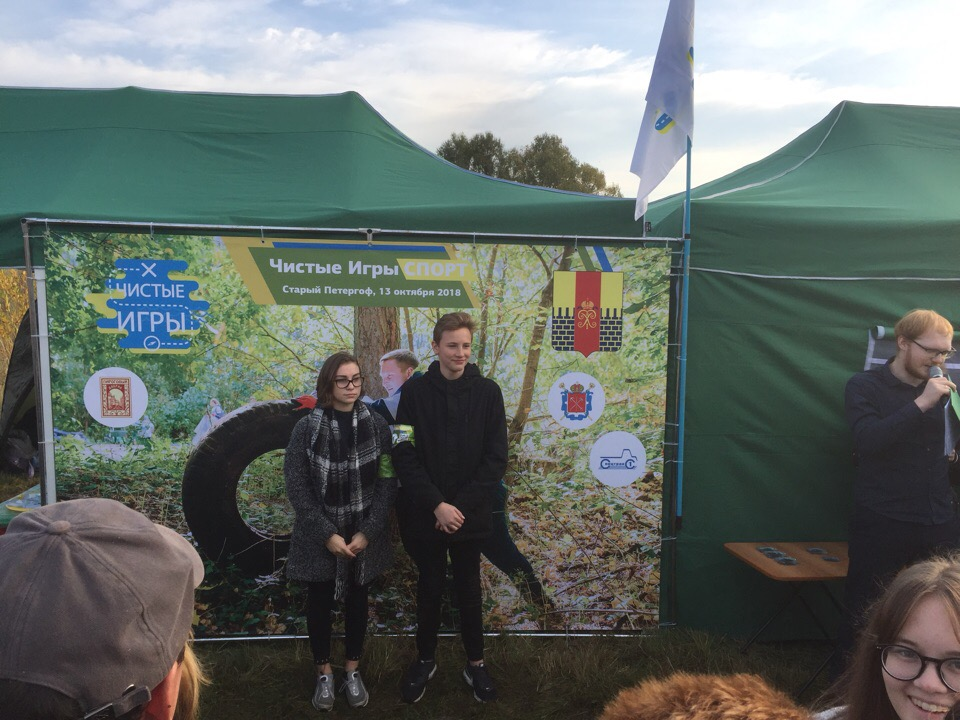 Чистые Игры СПОРТ
Старый Петергоф, 13 октября 2018
ЧИСТЫЕ
ИГРЫ